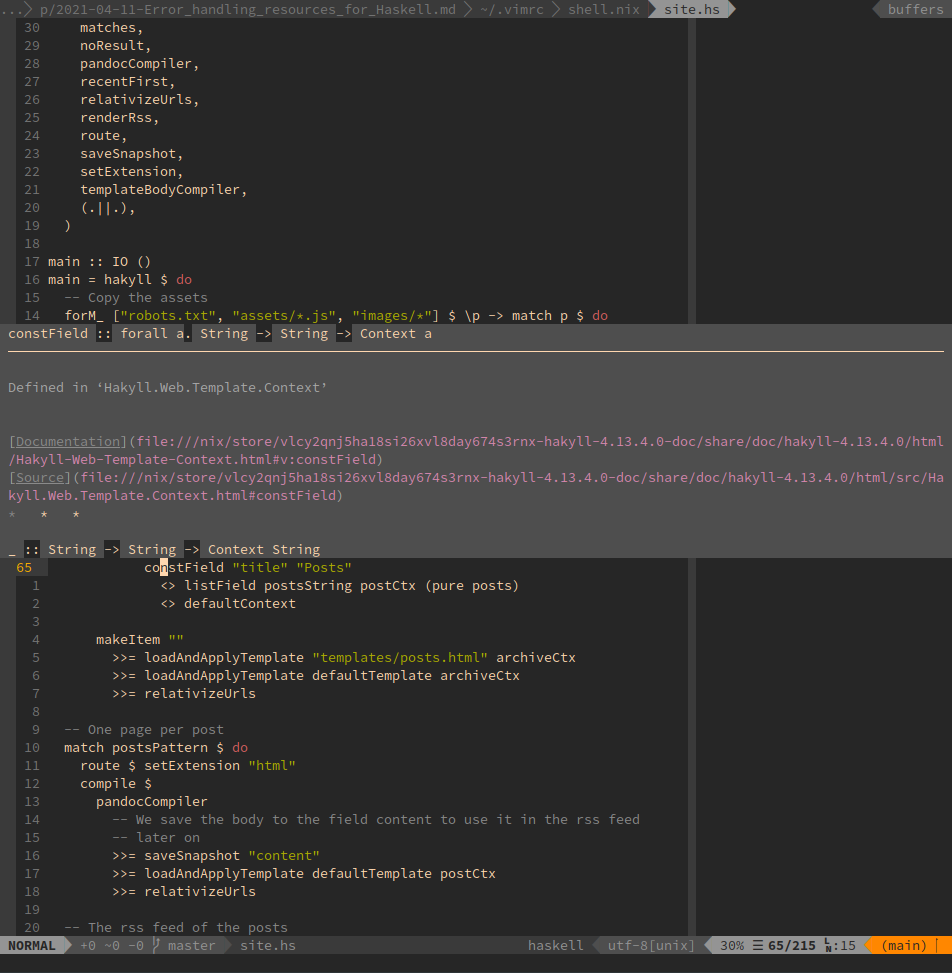 ... p/2021-04-11-Error_handling_resources_for_Haskell.md ~/.vimrc shell.nix site.hs buffers
30 matches,
29 noResult,
28 pandocCompiler,
27 recentFirst,
26 relativizeUrls,
25 renderRss,
24 route,
23 saveSnapshot,
22 setExtension,
21 templateBodyCompiler,
20 (.||.),
19 )
18
17 main :: IO ()
16 main = hakyll $ do
15 -- Copy the assets
14 forM_ ["robots.txt", "assets/*.js", "images/*"] $ \p -> match p $ do
constField :: forall a. String -> String -> Context a
Defined in ‘Hakyll.Web.Template.Context’
[Documentation](file:///nix/store/vlcy2qnj5ha18si26xvl8day674s3rnx-hakyll-4.13.4.0-doc/share/doc/hakyll-4.13.4.0/html
/Hakyll-Web-Template-Context.html#v:constField)
[Source](file:///nix/store/vlcy2qnj5ha18si26xvl8day674s3rnx-hakyll-4.13.4.0-doc/share/doc/hakyll-4.13.4.0/html/src/Ha
kyll.Web.Template.Context.html#constField)
* * *
_ :: String -> String -> Context String
65 constField "title" "Posts"
1 <> listField postsString postCtx (pure posts)
2 <> defaultContext
3
4 makeItem ""
5 >>= loadAndApplyTemplate "templates/posts.html" archiveCtx
6 >>= loadAndApplyTemplate defaultTemplate archiveCtx
7 >>= relativizeUrls
8
9 -- One page per post
10 match postsPattern $ do
11 route $ setExtension "html"
12 compile $
13 pandocCompiler
14 -- We save the body to the field content to use it in the rss feed
15 -- later on
16 >>= saveSnapshot "content"
17 >>= loadAndApplyTemplate defaultTemplate postCtx
18 >>= relativizeUrls
19
20 -- The rss feed of the posts
NORMAL +0 ~0 -0 master site.hs haskell utf-8[unix] 30% ☰ 65/215 ␤:15 (main)